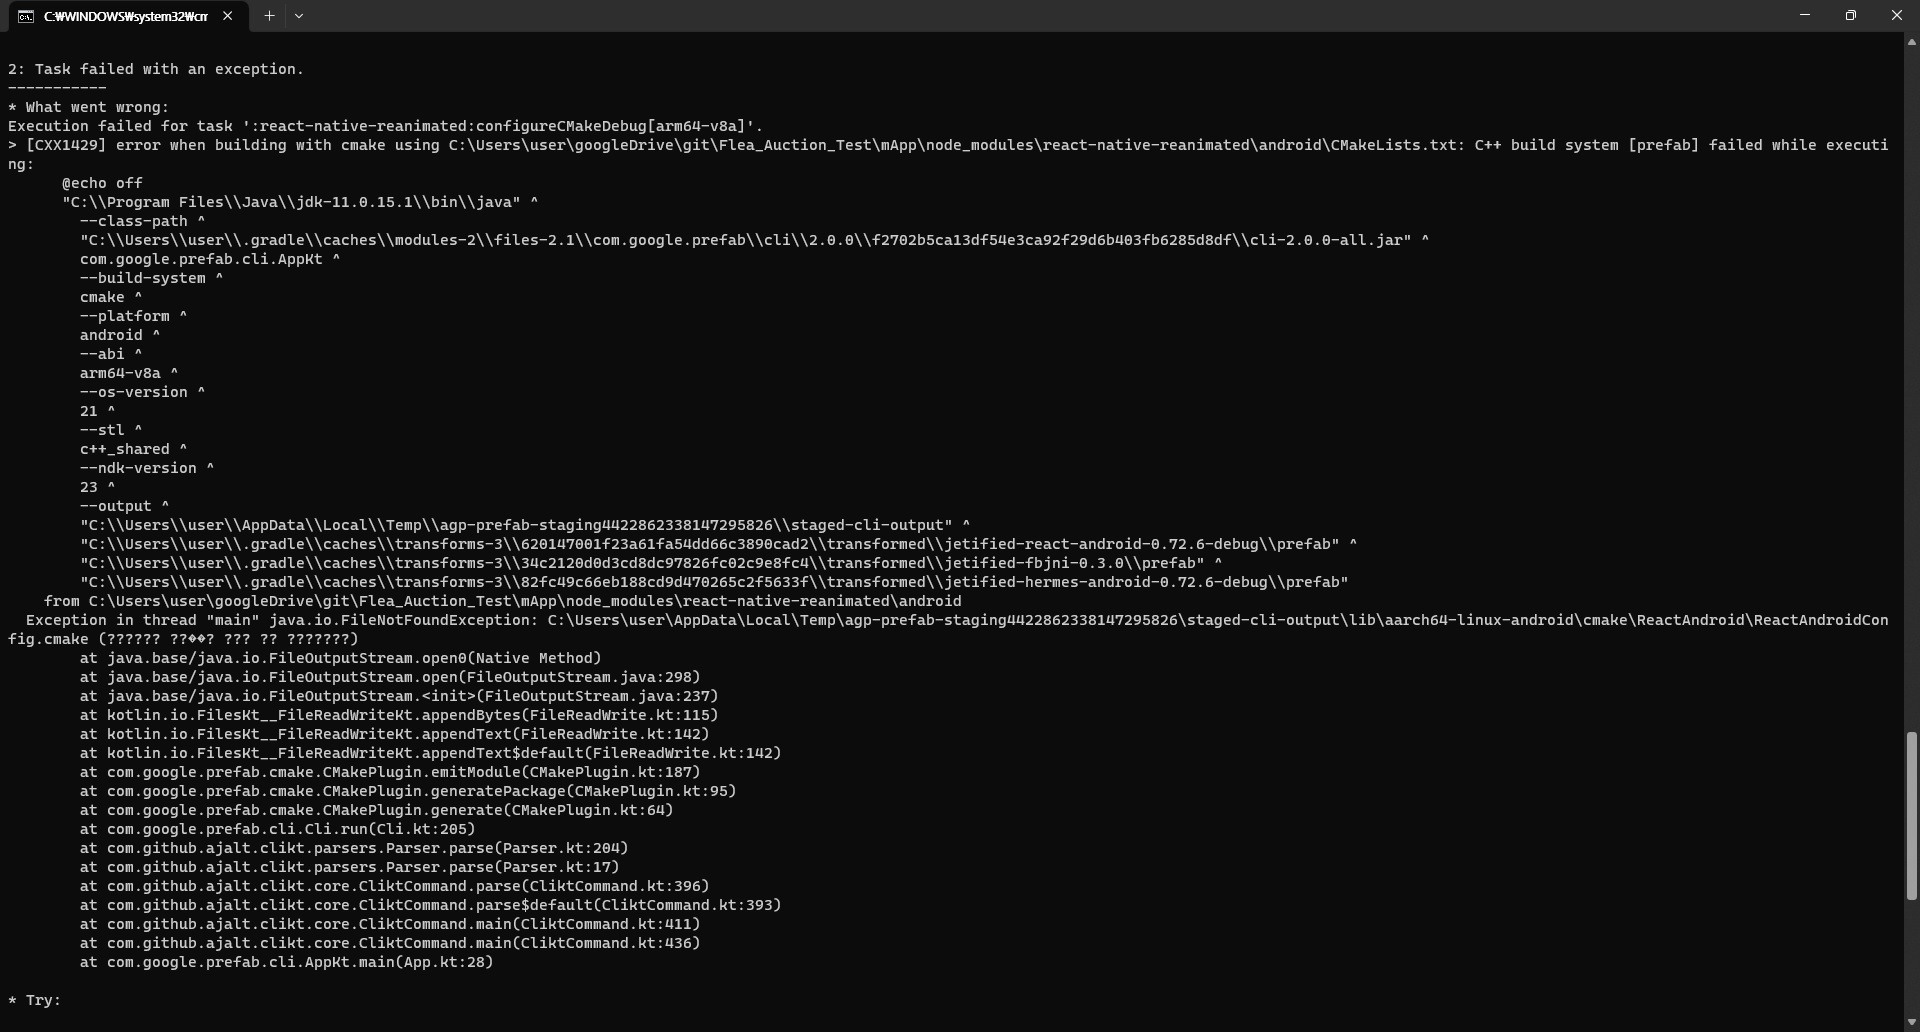 C:₩WINDOWS₩system32₩cm
2: Task failed with an exception.
-----------
* What went wrong:
Execution failed for task ':react-native-reanimated:configureCMakeDebug[arm64-v8a]'.
> [CXX1429] error when building with cmake using C:\Users\user\googleDrive\git\Flea_Auction_Test\mApp\node_modules\react-native-reanimated\android\CMakeLists.txt: C++ build system [prefab] failed while executi
ng:
@echo off
"C:\\Program Files\\Java\\jdk-11.0.15.1\\bin\\java" ^
--class-path ^
"C:\\Users\\user\\.gradle\\caches\\modules-2\\files-2.1\\com.google.prefab\\cli\\2.0.0\\f2702b5ca13df54e3ca92f29d6b403fb6285d8df\\cli-2.0.0-all.jar" ^
com.google.prefab.cli.AppKt ^
--build-system ^
cmake ^
--platform ^
android ^
--abi ^
arm64-v8a ^
--os-version ^
21 ^
--stl ^
c++_shared ^
--ndk-version ^
23 ^
--output ^
"C:\\Users\\user\\AppData\\Local\\Temp\\agp-prefab-staging4422862338147295826\\staged-cli-output" ^
"C:\\Users\\user\\.gradle\\caches\\transforms-3\\620147001f23a61fa54dd66c3890cad2\\transformed\\jetified-react-android-0.72.6-debug\\prefab" ^
"C:\\Users\\user\\.gradle\\caches\\transforms-3\\34c2120d0d3cd8dc97826fc02c9e8fc4\\transformed\\jetified-fbjni-0.3.0\\prefab" ^
"C:\\Users\\user\\.gradle\\caches\\transforms-3\\82fc49c66eb188cd9d470265c2f5633f\\transformed\\jetified-hermes-android-0.72.6-debug\\prefab"
from C:\Users\user\googleDrive\git\Flea_Auction_Test\mApp\node_modules\react-native-reanimated\android
Exception in thread "main" java.io.FileNotFoundException: C:\Users\user\AppData\Local\Temp\agp-prefab-staging4422862338147295826\staged-cli-output\lib\aarch64-linux-android\cmake\ReactAndroid\ReactAndroidCon
fig.cmake (?????? ??��? ??? ?? ???????)
at java.base/java.io.FileOutputStream.open0(Native Method)
at java.base/java.io.FileOutputStream.open(FileOutputStream.java:298)
at java.base/java.io.FileOutputStream.<init>(FileOutputStream.java:237)
at kotlin.io.FilesKt__FileReadWriteKt.appendBytes(FileReadWrite.kt:115)
at kotlin.io.FilesKt__FileReadWriteKt.appendText(FileReadWrite.kt:142)
at kotlin.io.FilesKt__FileReadWriteKt.appendText$default(FileReadWrite.kt:142)
at com.google.prefab.cmake.CMakePlugin.emitModule(CMakePlugin.kt:187)
at com.google.prefab.cmake.CMakePlugin.generatePackage(CMakePlugin.kt:95)
at com.google.prefab.cmake.CMakePlugin.generate(CMakePlugin.kt:64)
at com.google.prefab.cli.Cli.run(Cli.kt:205)
at com.github.ajalt.clikt.parsers.Parser.parse(Parser.kt:204)
at com.github.ajalt.clikt.parsers.Parser.parse(Parser.kt:17)
at com.github.ajalt.clikt.core.CliktCommand.parse(CliktCommand.kt:396)
at com.github.ajalt.clikt.core.CliktCommand.parse$default(CliktCommand.kt:393)
at com.github.ajalt.clikt.core.CliktCommand.main(CliktCommand.kt:411)
at com.github.ajalt.clikt.core.CliktCommand.main(CliktCommand.kt:436)
at com.google.prefab.cli.AppKt.main(App.kt:28)
* Try: